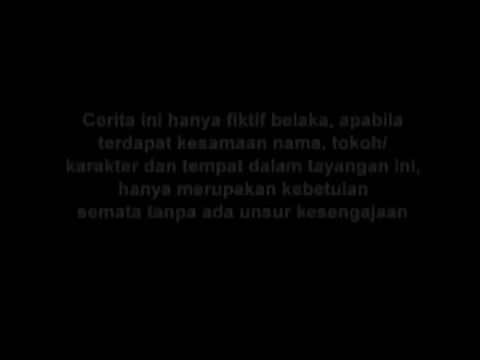 Cerita ini hanya fiktif belaka, apabila
terdapat kesamaan nama, tokoh/
karakter dan tempat dalam tayangan ini,
hanya merupakan kebetulan
semata tanpa ada unsur kesengajaan